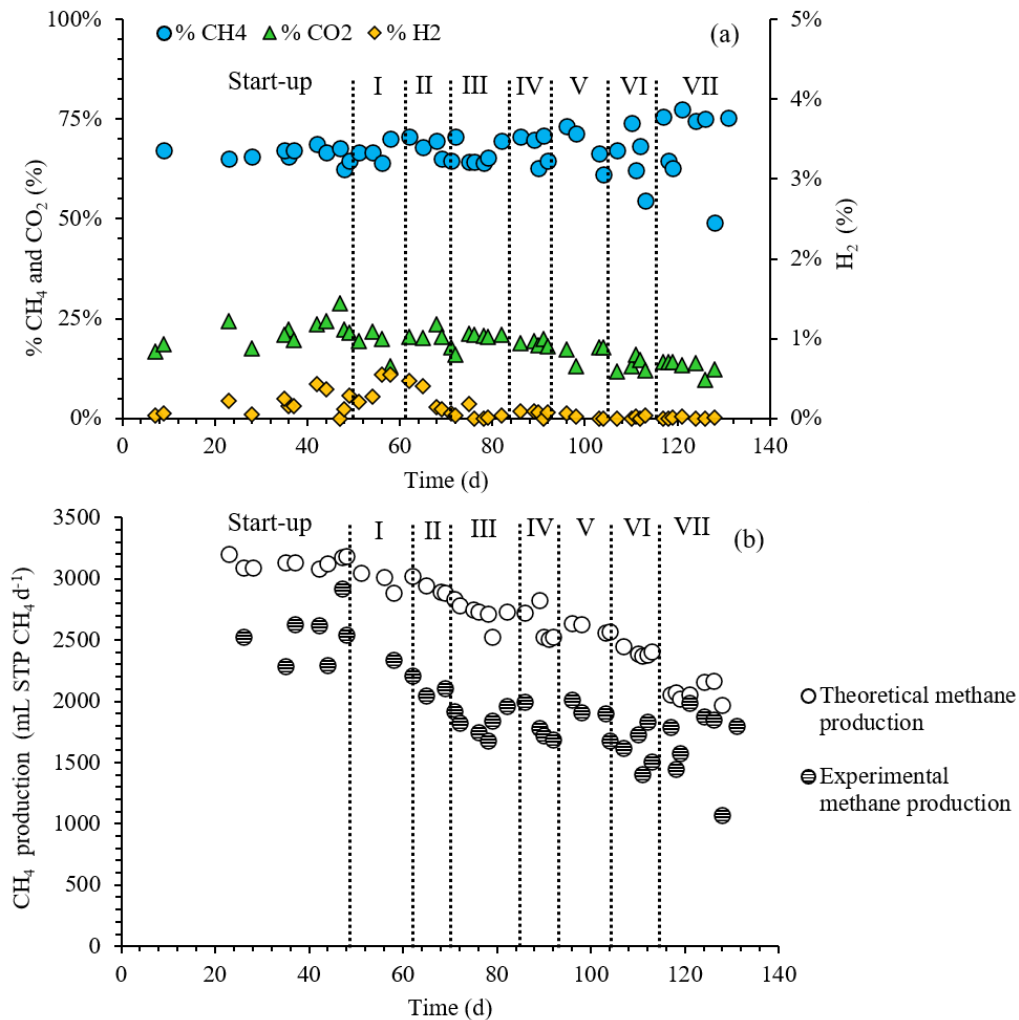 100%
5%
% CH4
% CO2
% H2
(a)
Start-up
I
II
III
IV
V
VI
VII
75%
4%
50%
3%
2%
25%
1%
0%
0%
% CH₄ and CO₂ (%)
H₂ (%)
0
20
40
60
80
100
120
140
Time (d)
3500
Start-up
I
II
III
IV
V
VI
VII
(b)
3000
2500
2000
1500
1000
500
0
CH₄ production (mL STP CH₄ d⁻¹)
Theoretical methane
production
Experimental
methane production
0
20
40
60
80
100
120
140
Time (d)